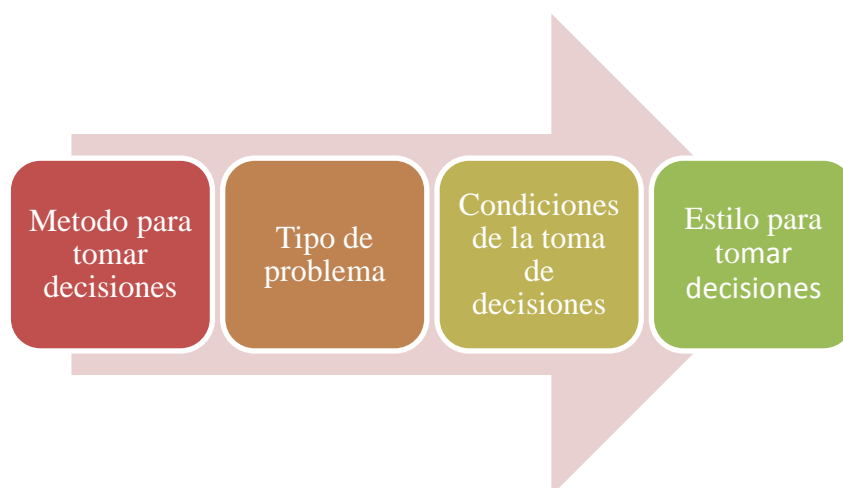 Metodo para
tomar
decisiones
Tipo de
problema
Condiciones
de la toma
de
decisiones
Estilo para
tomar
decisiones